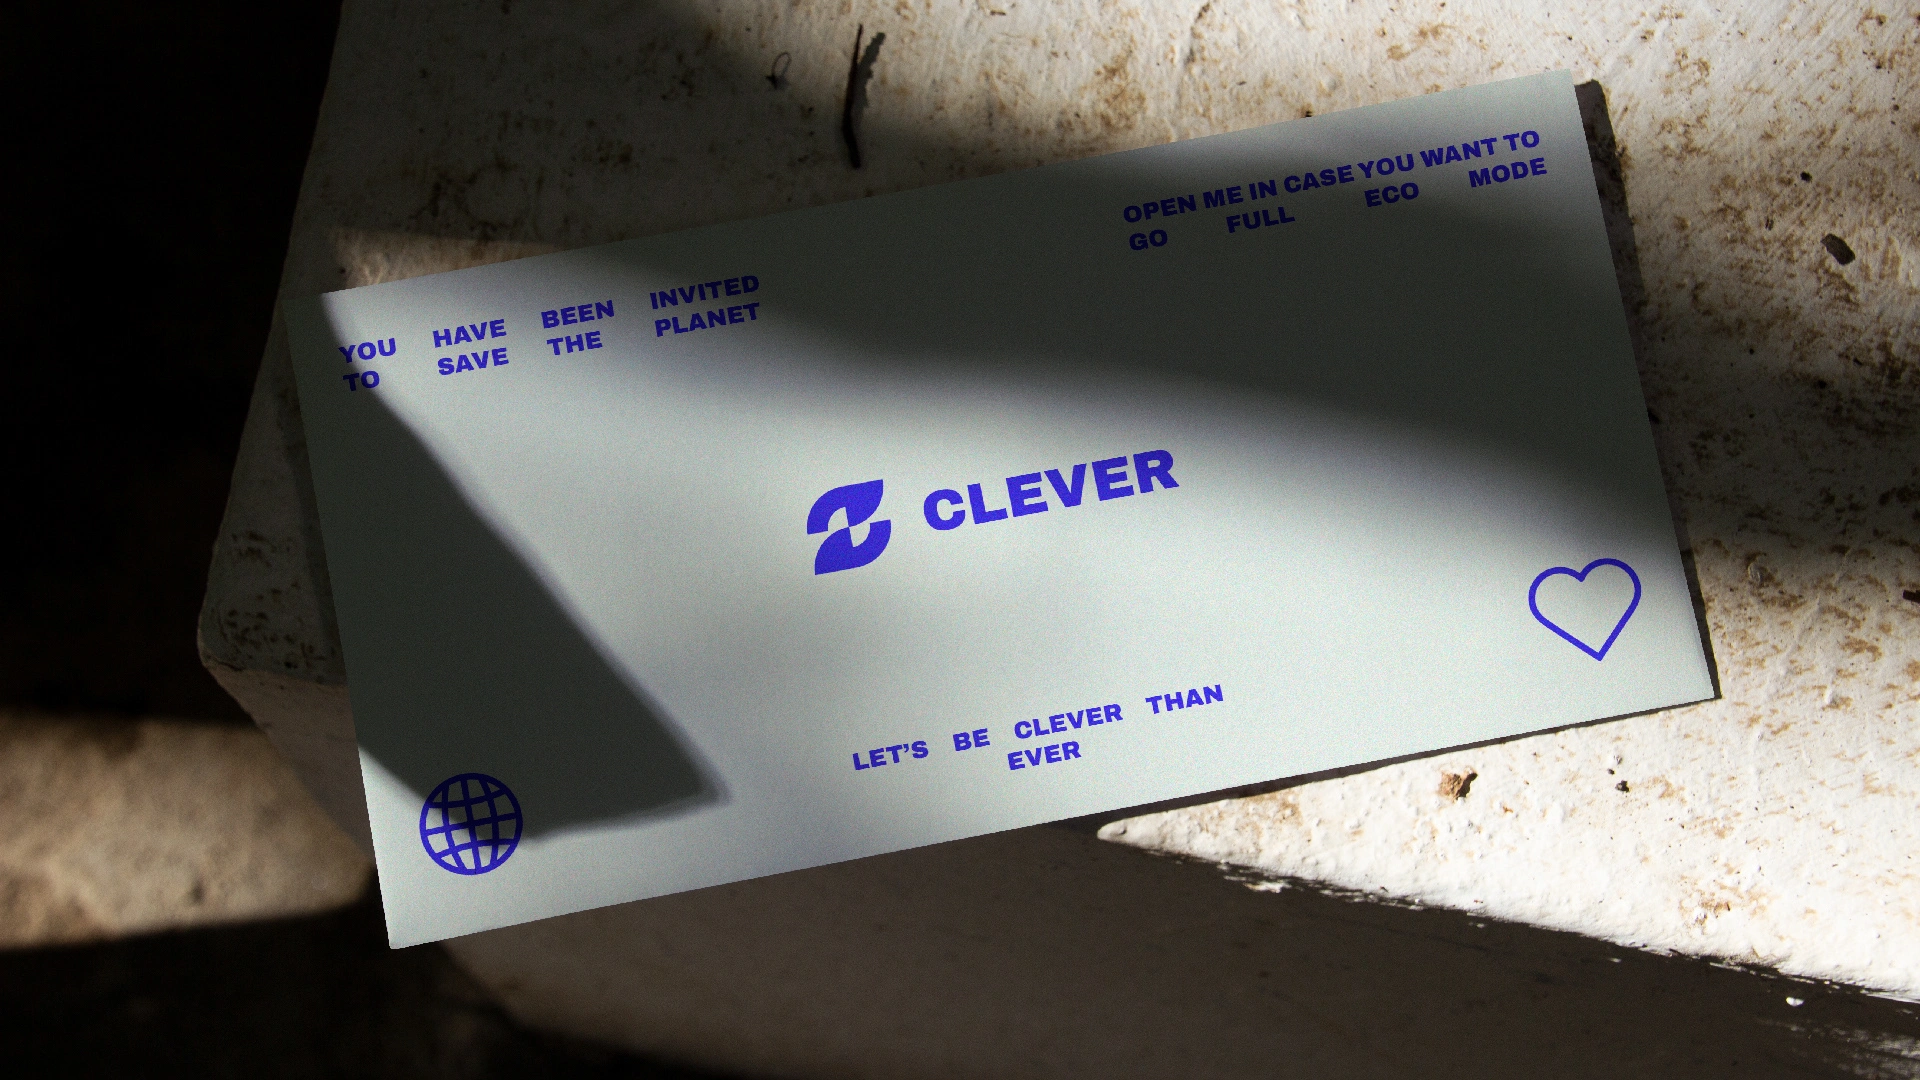 YOU HAVE BEEN INVITED
TO SAVE THE PLANET
OPEN ME IN CASE YOU WANT TO
GO FULL ECO MODE
CLEVER
LET'S BE CLEVER THAN
EVER